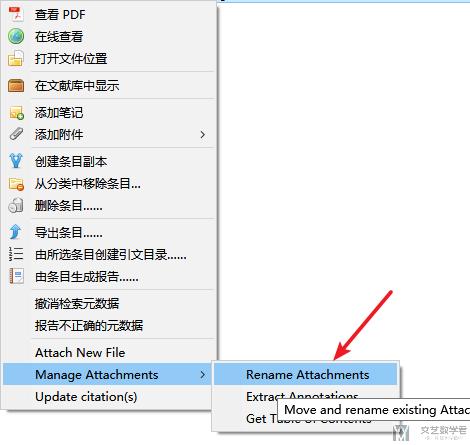 查看 PDF
在线查看
打开文件位置
在文献库中显示
添加笔记
添加附件
创建条目副本
从分类中移除条目...
删除条目......
导出条目......
由所选条目创建引文目录......
由条目生成报告......
撤消检索元数据
报告不正确的元数据
Attach New File
Manage Attachments
Rename Attachments
Update citation(s)
Extract Annotations
Move and rename existing Attac
Get Table of Contents
文艺数学君